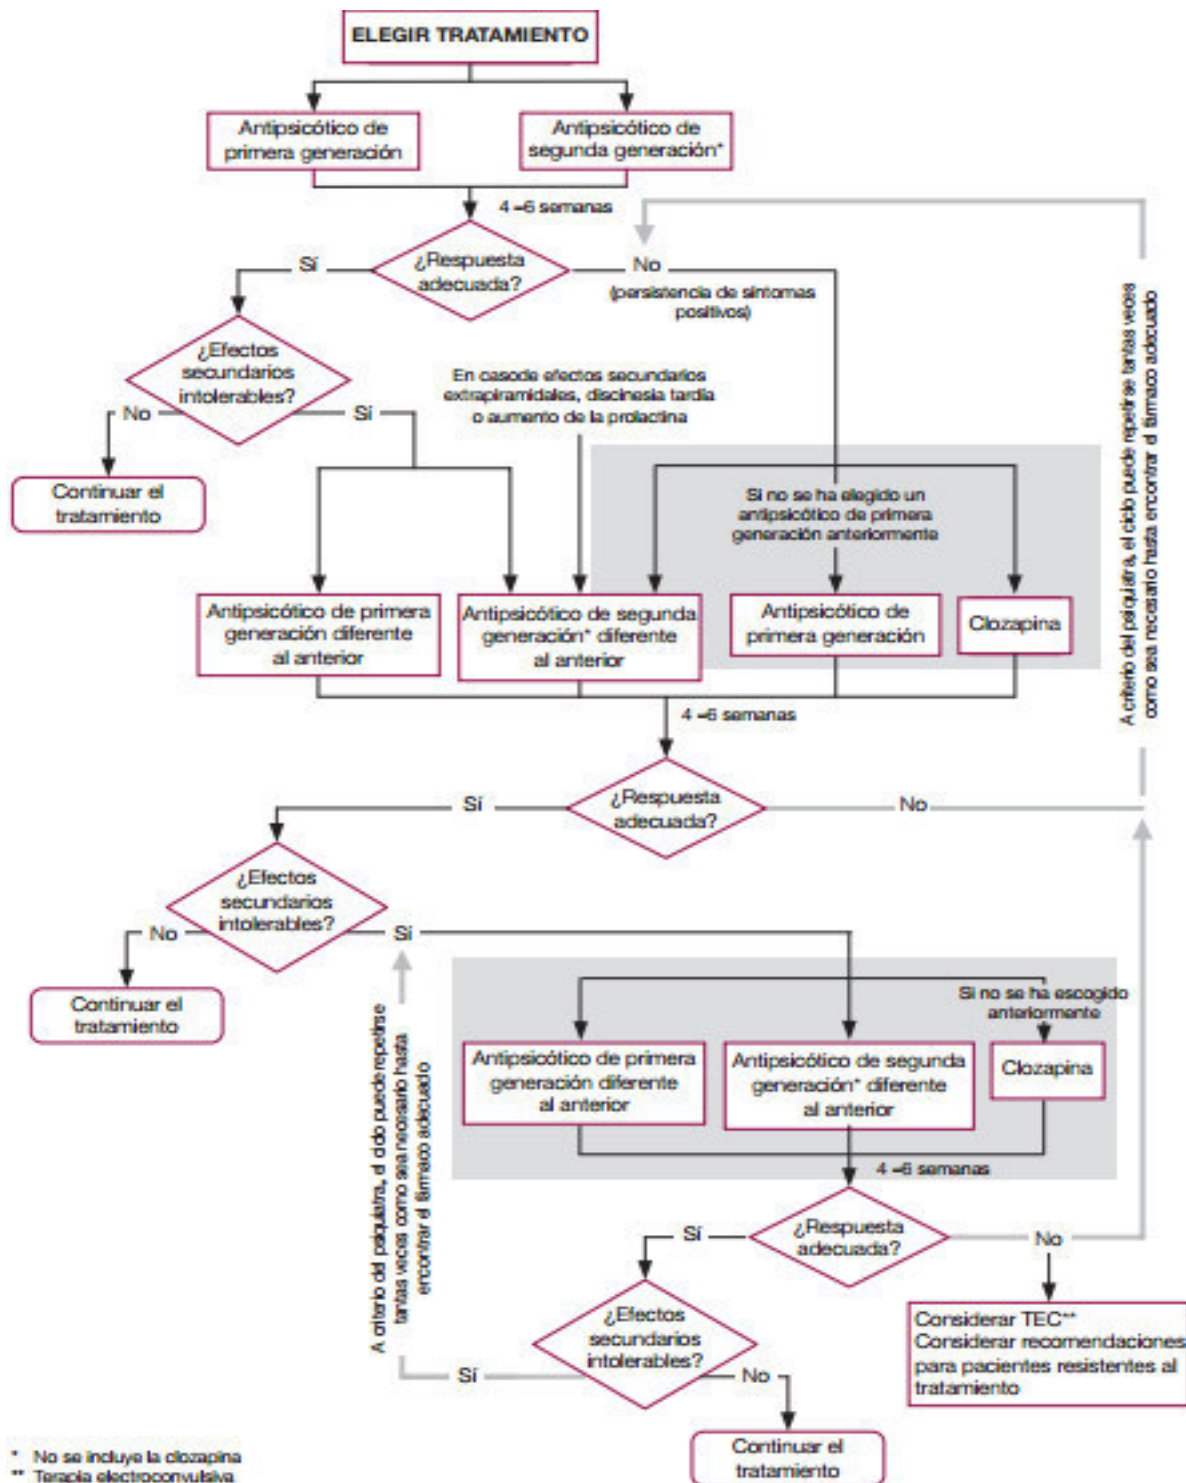 ELEGIR TRATAMIENTO
Antipsicótico de
primera generación
Antipsicótico de
segunda generación*
4 –6 semanas
¿Respuesta
adecuada?
Sí
No
(persistencia de síntomas
positivos)
¿Efectos
secundarios
intolerables?
No
Sí
En casode efectos secundarios
extrapiramidales, discinesia tardía
o aumento de la prolactina
Continuar el
tratamiento
Si no se ha elegido un
antipsicótico de primera
generación anteriormente
Antipsicótico de primera
generación diferente
al anterior
Antipsicótico de segunda
generación* diferente
al anterior
Antipsicótico de
primera generación
Clozapina
A criterio del psiquiatra, el ciclo puede repetirse tantas veces
como sea necesario hasta encontrar el fármaco adecuado
4 –6 semanas
¿Respuesta
adecuada?
Sí
No
¿Efectos
secundarios
intolerables?
No
Sí
Continuar el
tratamiento
A criterio del psiquiatra, el ciclo puede repetirse
tantas veces como sea necesario hasta
encontrar el fármaco adecuado
Si no se ha escogido
anteriormente
Antipsicótico de primera
generación diferente
al anterior
Antipsicótico de segunda
generación* diferente
al anterior
Clozapina
4 –6 semanas
¿Respuesta
adecuada?
Sí
No
¿Efectos
secundarios
intolerables?
Sí
No
Considerar TEC**
Considerar recomendaciones
para pacientes resistentes al
tratamiento
Continuar el
tratamiento
* No se incluye la clozapina
** Terapia electroconvulsiva